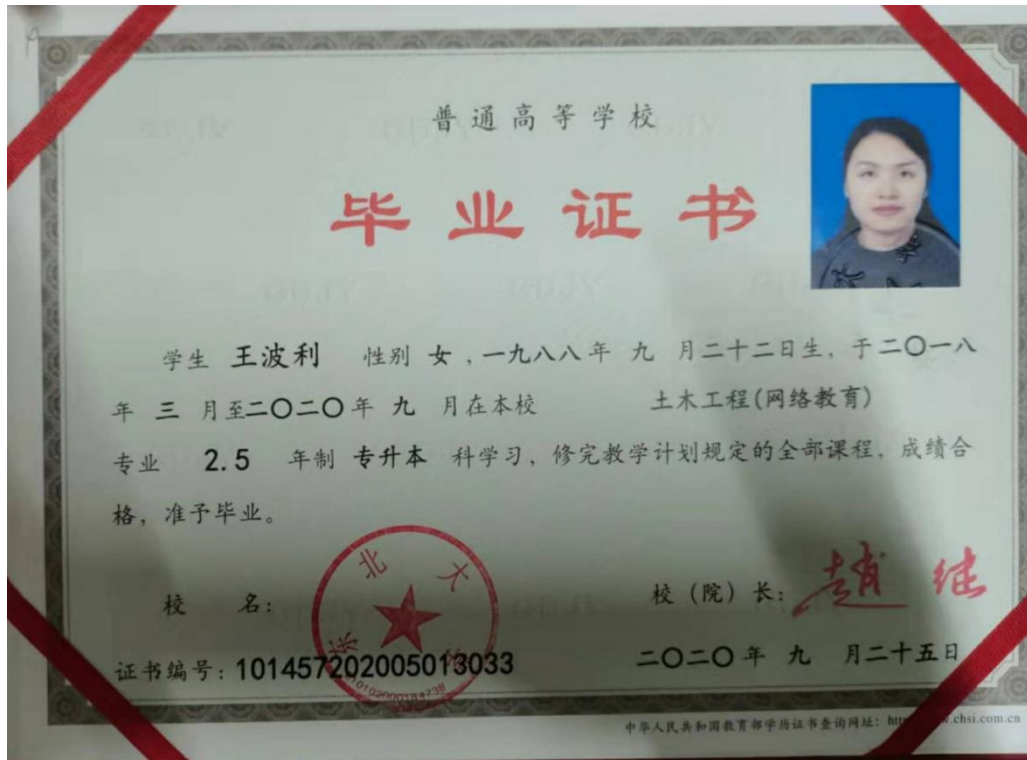 普通高等学校
毕业证书
学生 王波利 性别 女，一九八八年 九 月二十二日生，于二〇一八
年 三 月至二〇二〇年 九 月在本校 土木工程(网络教育)
专业 2.5 年制 专升本 科学习，修完教学计划规定的全部课程，成绩合
格，准予毕业。
东北大学
校 名： 校（院）长：赵继
证书编号：101457202005013033 二〇二〇年 九 月二十五日
中华人民共和国教育部学历证书查询网址：
.chsi.com.cn